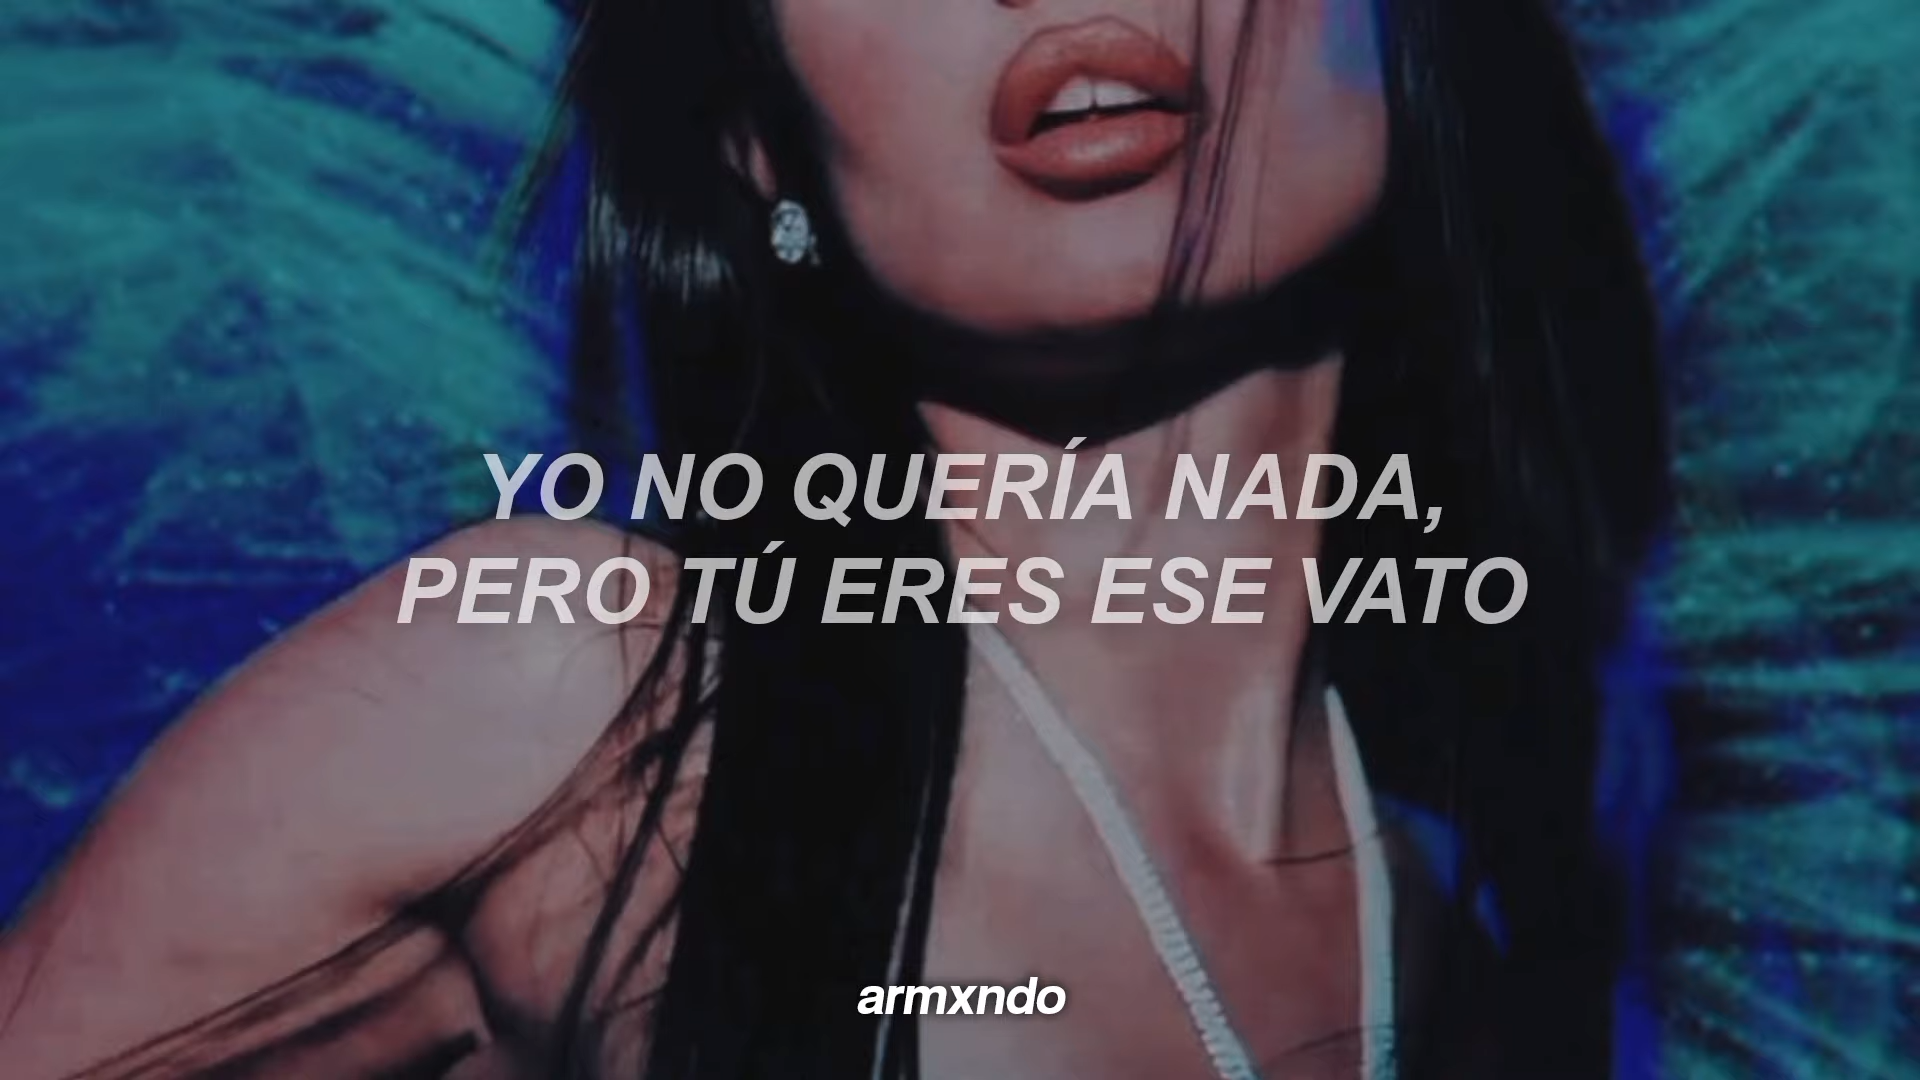 YO NO QUERÍA NADA,
PERO TÚ ERES ESE VATO
armxndo